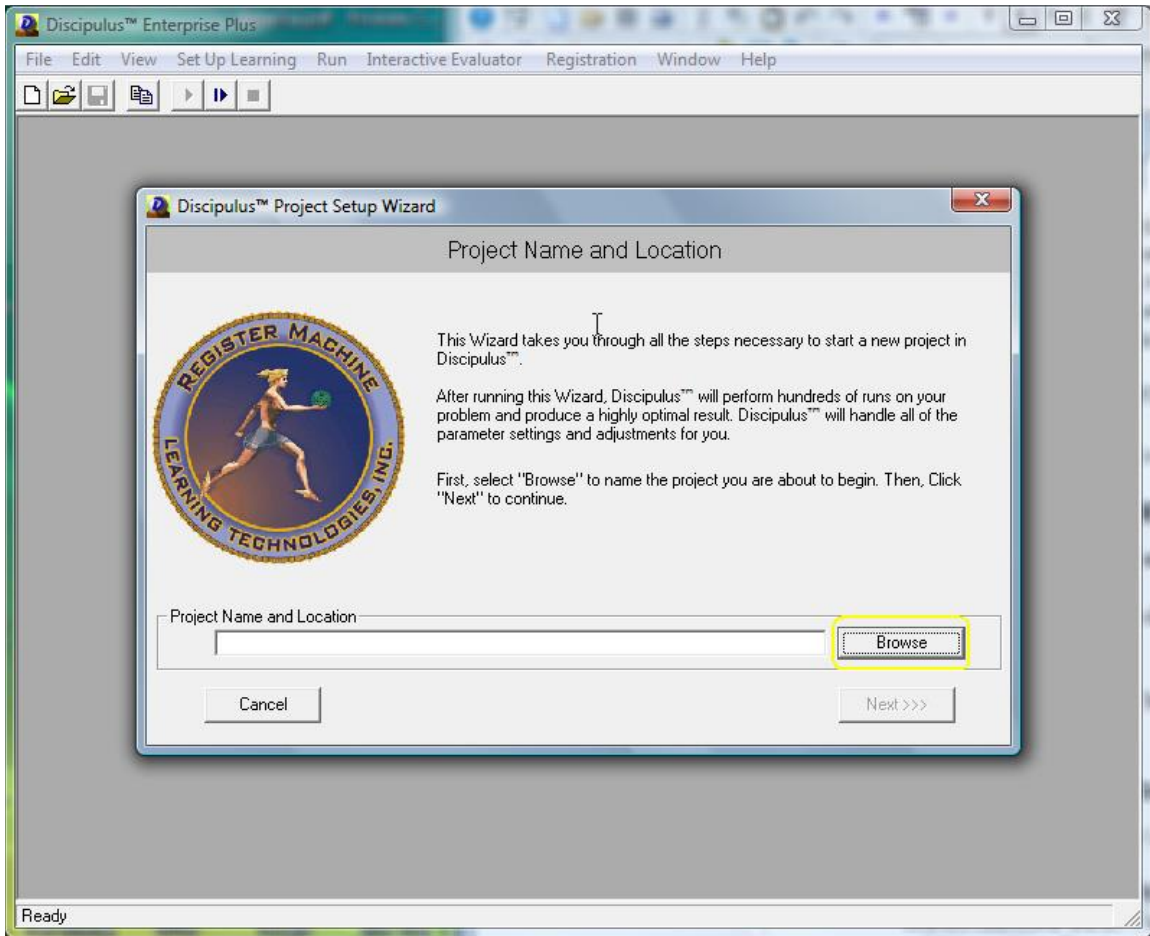 Discipulus™ Enterprise Plus
File Edit View Set Up Learning Run Interactive Evaluator Registration Window Help
Discipulus™ Project Setup Wizard
Project Name and Location
REGISTER MACHINE
LEARNING TECHNOLOGIES, INC.
This Wizard takes you through all the steps necessary to start a new project in
Discipulus™.
After running this Wizard, Discipulus™ will perform hundreds of runs on your
problem and produce a highly optimal result. Discipulus™ will handle all of the
parameter settings and adjustments for you.
First, select "Browse" to name the project you are about to begin. Then, Click
"Next" to continue.
Project Name and Location
Browse
Cancel
Next >>>
Ready